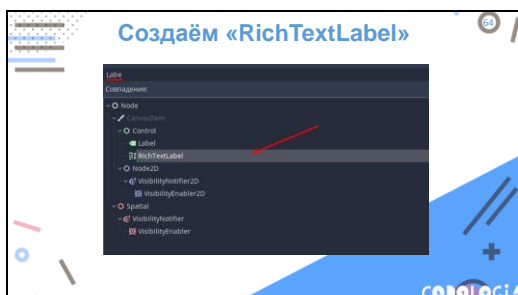 Создаём «RichTextLabel»
64
Labe
Совпадения:
Node
CanvasItem
Control
Label
RichTextLabel
Node2D
VisibilityNotifier2D
VisibilityEnabler2D
Spatial
VisibilityNotifier
VisibilityEnabler